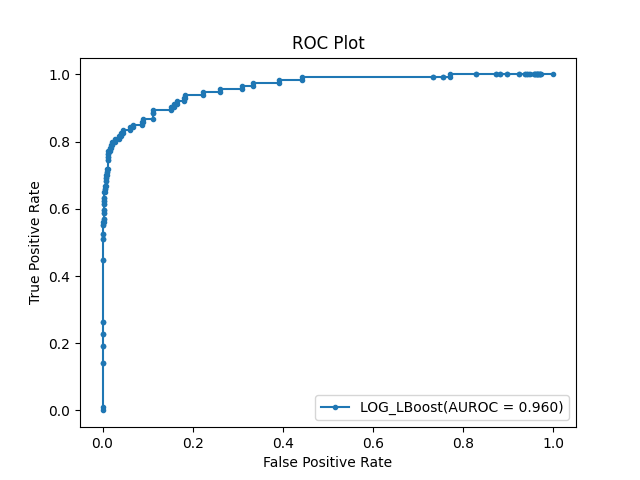 ROC Plot
True Positive Rate
1.0
0.8
0.6
0.4
0.2
0.0
LOG_LBoost(AUROC = 0.960)
0.0 0.2 0.4 0.6 0.8 1.0
False Positive Rate